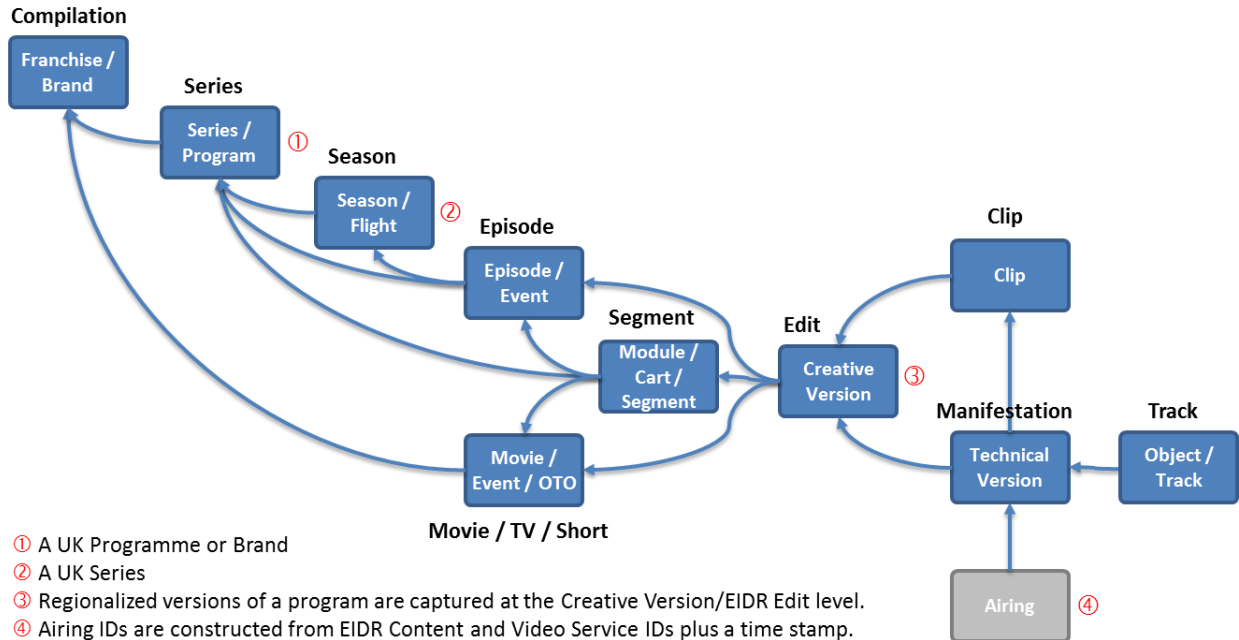 Compilation
Franchise /
Brand
Series
Series /
Program
①
Season
Season /
Flight
②
Episode
Episode /
Event
Segment
Module /
Cart /
Segment
Movie /
Event / OTO
Movie / TV / Short
Edit
Creative
Version
③
Clip
Clip
Manifestation
Technical
Version
Track
Object /
Track
Airing
④
① A UK Programme or Brand
② A UK Series
③ Regionalized versions of a program are captured at the Creative Version/EIDR Edit level.
④ Airing IDs are constructed from EIDR Content and Video Service IDs plus a time stamp.